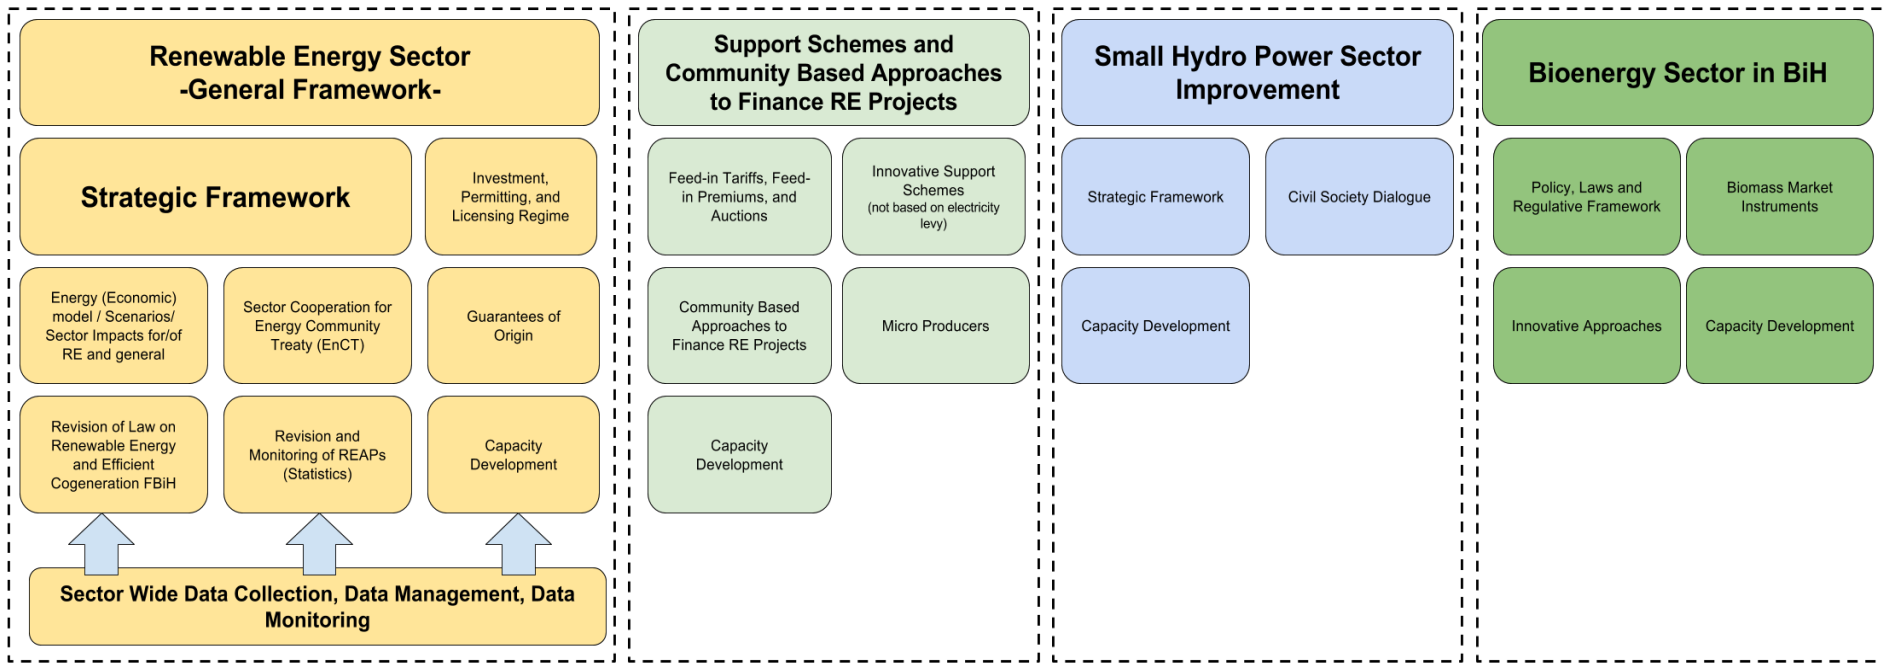 Renewable Energy Sector
-General Framework-
Strategic Framework
Investment,
Permitting, and
Licensing Regime
Energy (Economic)
model / Scenarios/
Sector Impacts for/of
RE and general
Sector Cooperation for
Energy Community
Treaty (EnCT)
Guarantees of
Origin
Revision of Law on
Renewable Energy
and Efficient
Cogeneration FBiH
Revision and
Monitoring of REAPs
(Statistics)
Capacity
Development
Sector Wide Data Collection, Data Management, Data
Monitoring
Support Schemes and
Community Based Approaches
to Finance RE Projects
Feed-in Tariffs, Feed-
in Premiums, and
Auctions
Innovative Support
Schemes
(not based on electricity
levy)
Community Based
Approaches to
Finance RE Projects
Micro Producers
Capacity
Development
Small Hydro Power Sector
Improvement
Strategic Framework
Civil Society Dialogue
Capacity Development
Bioenergy Sector in BiH
Policy, Laws and
Regulative Framework
Biomass Market
Instruments
Innovative Approaches
Capacity Development